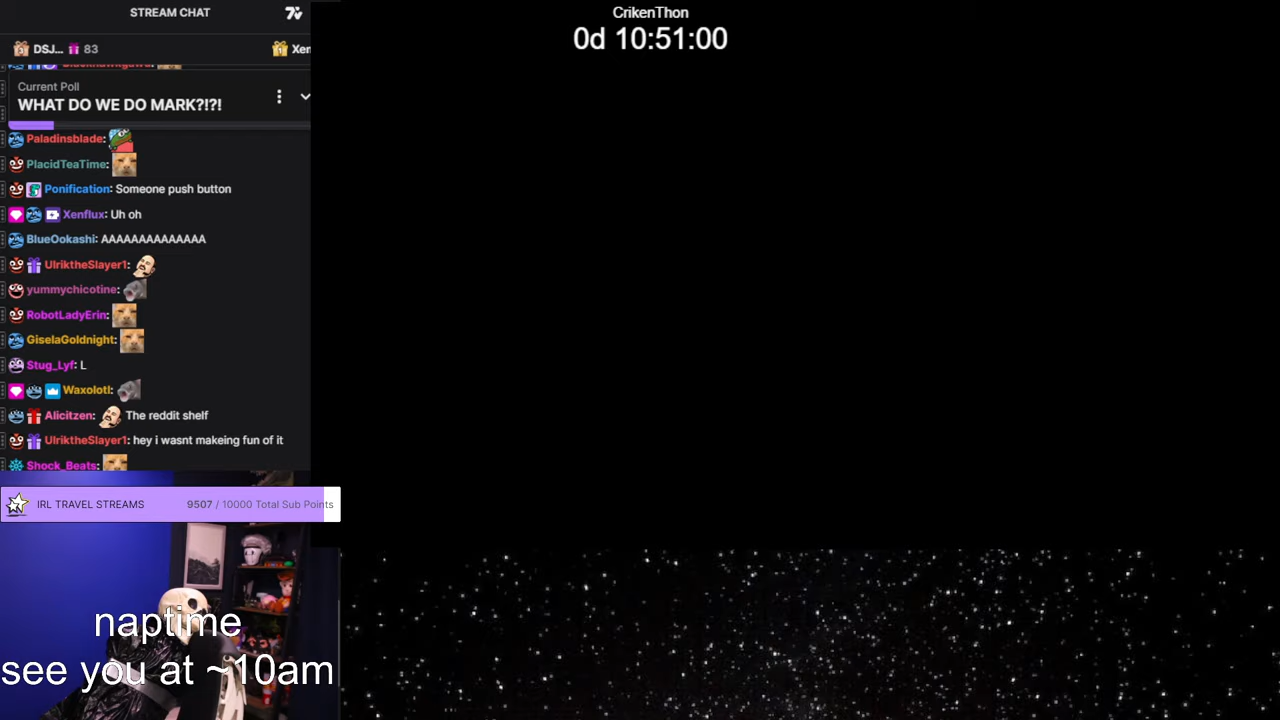 STREAM CHAT
DSJ... 83
Xen
Current Poll
WHAT DO WE DO MARK?!?!
Paladinsblade:
PlacidTeaTime:
Ponification: Someone push button
Xenflux: Uh oh
BlueOokashi: AAAAAAAAAAAAAA
UlriktheSlayer1:
yummychicotine:
RobotLadyErin:
GiselaGoldnight:
Stug_Lyf: L
Waxolotl:
Alicitzen: The reddit shelf
UlriktheSlayer1: hey i wasnt makeing fun of it
Shock_Beats:
IRL TRAVEL STREAMS 9507 / 10000 Total Sub Points
naptime
see you at ~10am
CrikenThon
0d 10:51:00